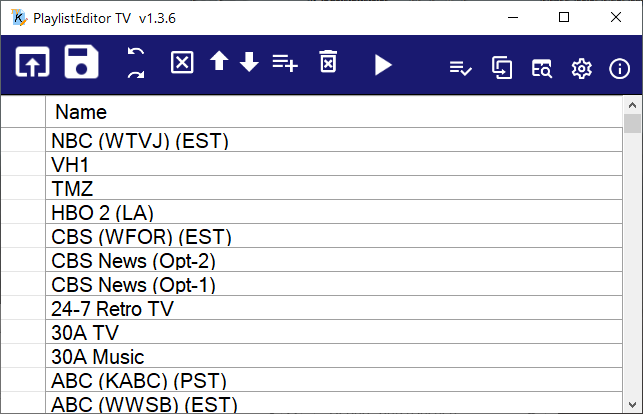 PlaylistEditor TV v1.3.6
Name
NBC (WTVJ) (EST)
VH1
TMZ
HBO 2 (LA)
CBS (WFOR) (EST)
CBS News (Opt-2)
CBS News (Opt-1)
24-7 Retro TV
30A TV
30A Music
ABC (KABC) (PST)
ABC (WWSB) (EST)